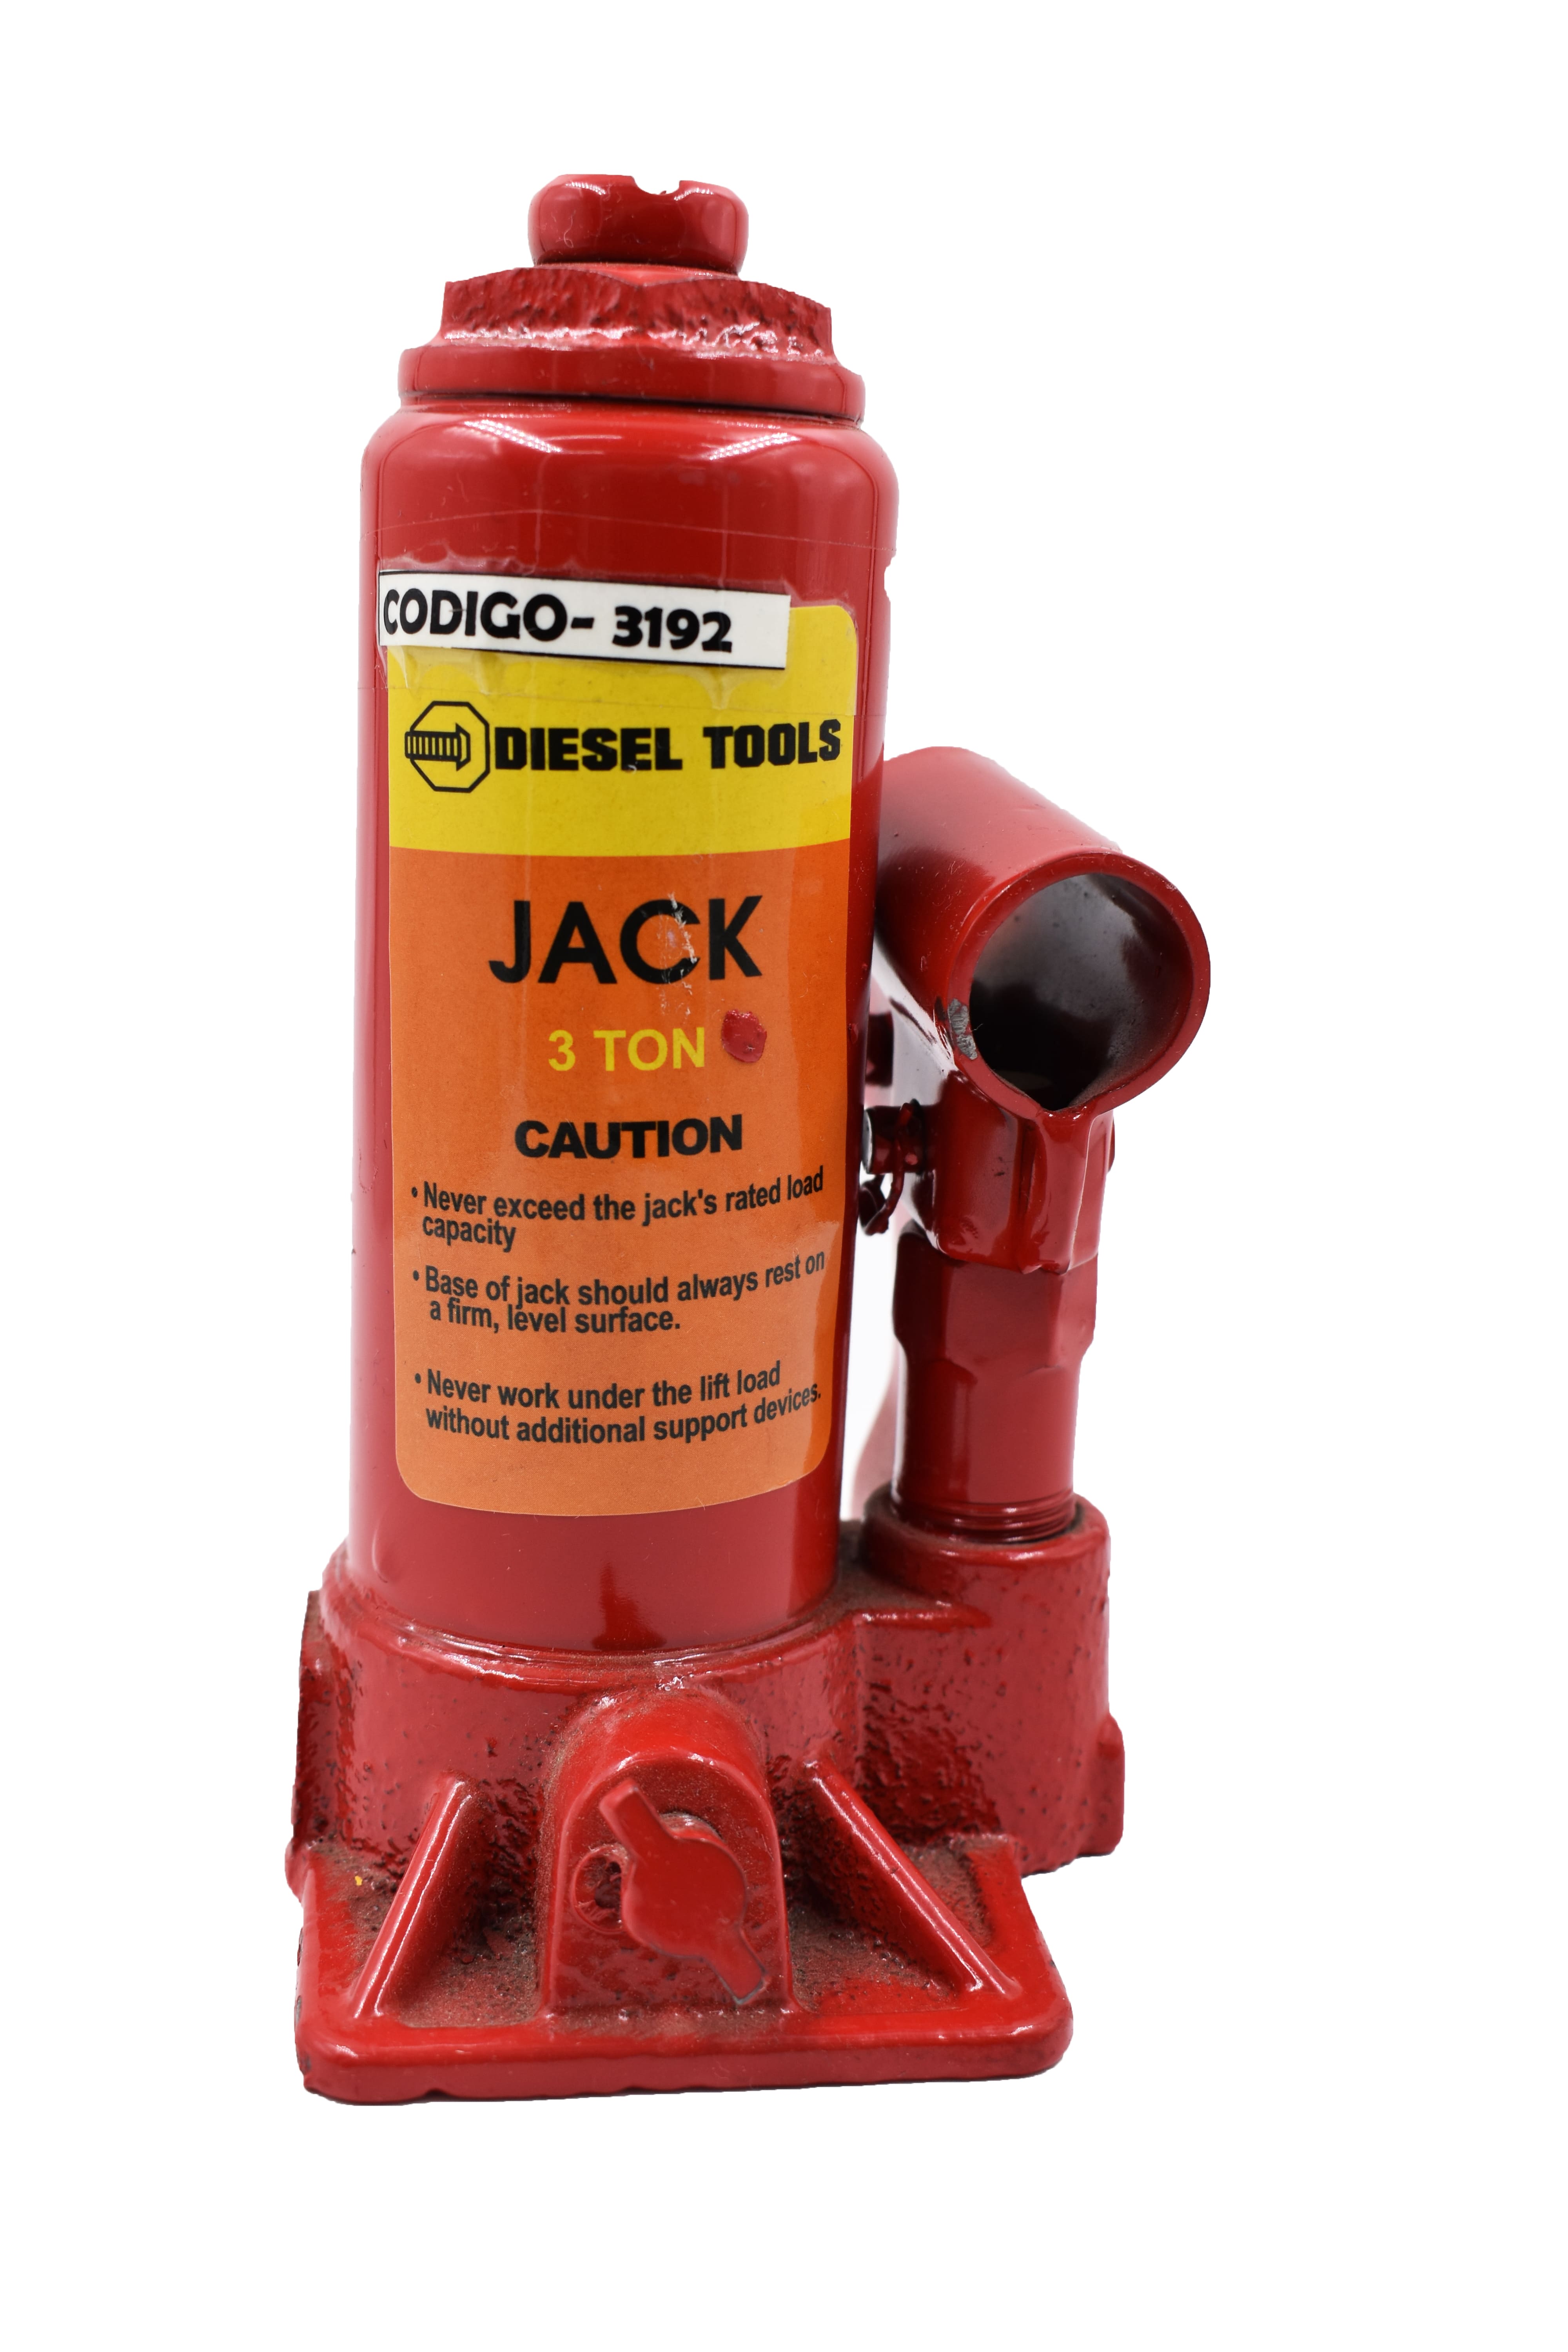 CODIGO- 3192
DIESEL TOOLS
JACK
3 TON
CAUTION
• Never exceed the jack's rated load
capacity
• Base of jack should always rest on
a firm, level surface.
• Never work under the lift load
without additional support devices.